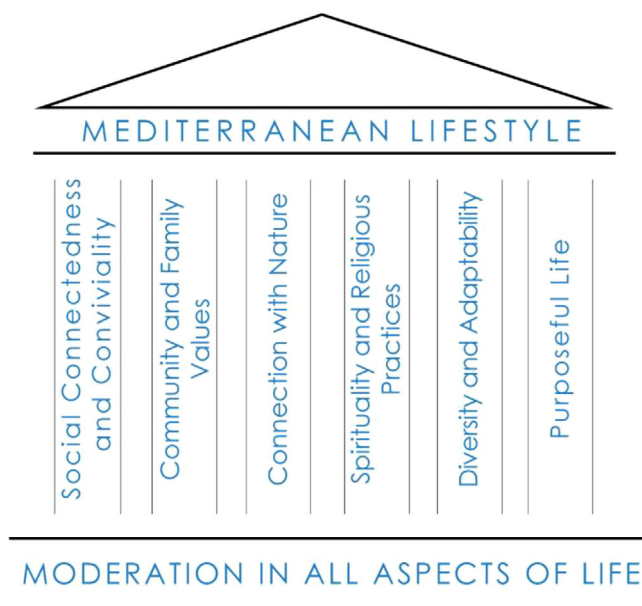 MEDITERRANEAN LIFESTYLE
Social Connectedness
and Conviviality
Community and Family
Values
Connection with Nature
Spirituality and Religious
Practices
Diversity and Adaptability
Purposeful Life
MODERATION IN ALL ASPECTS OF LIFE